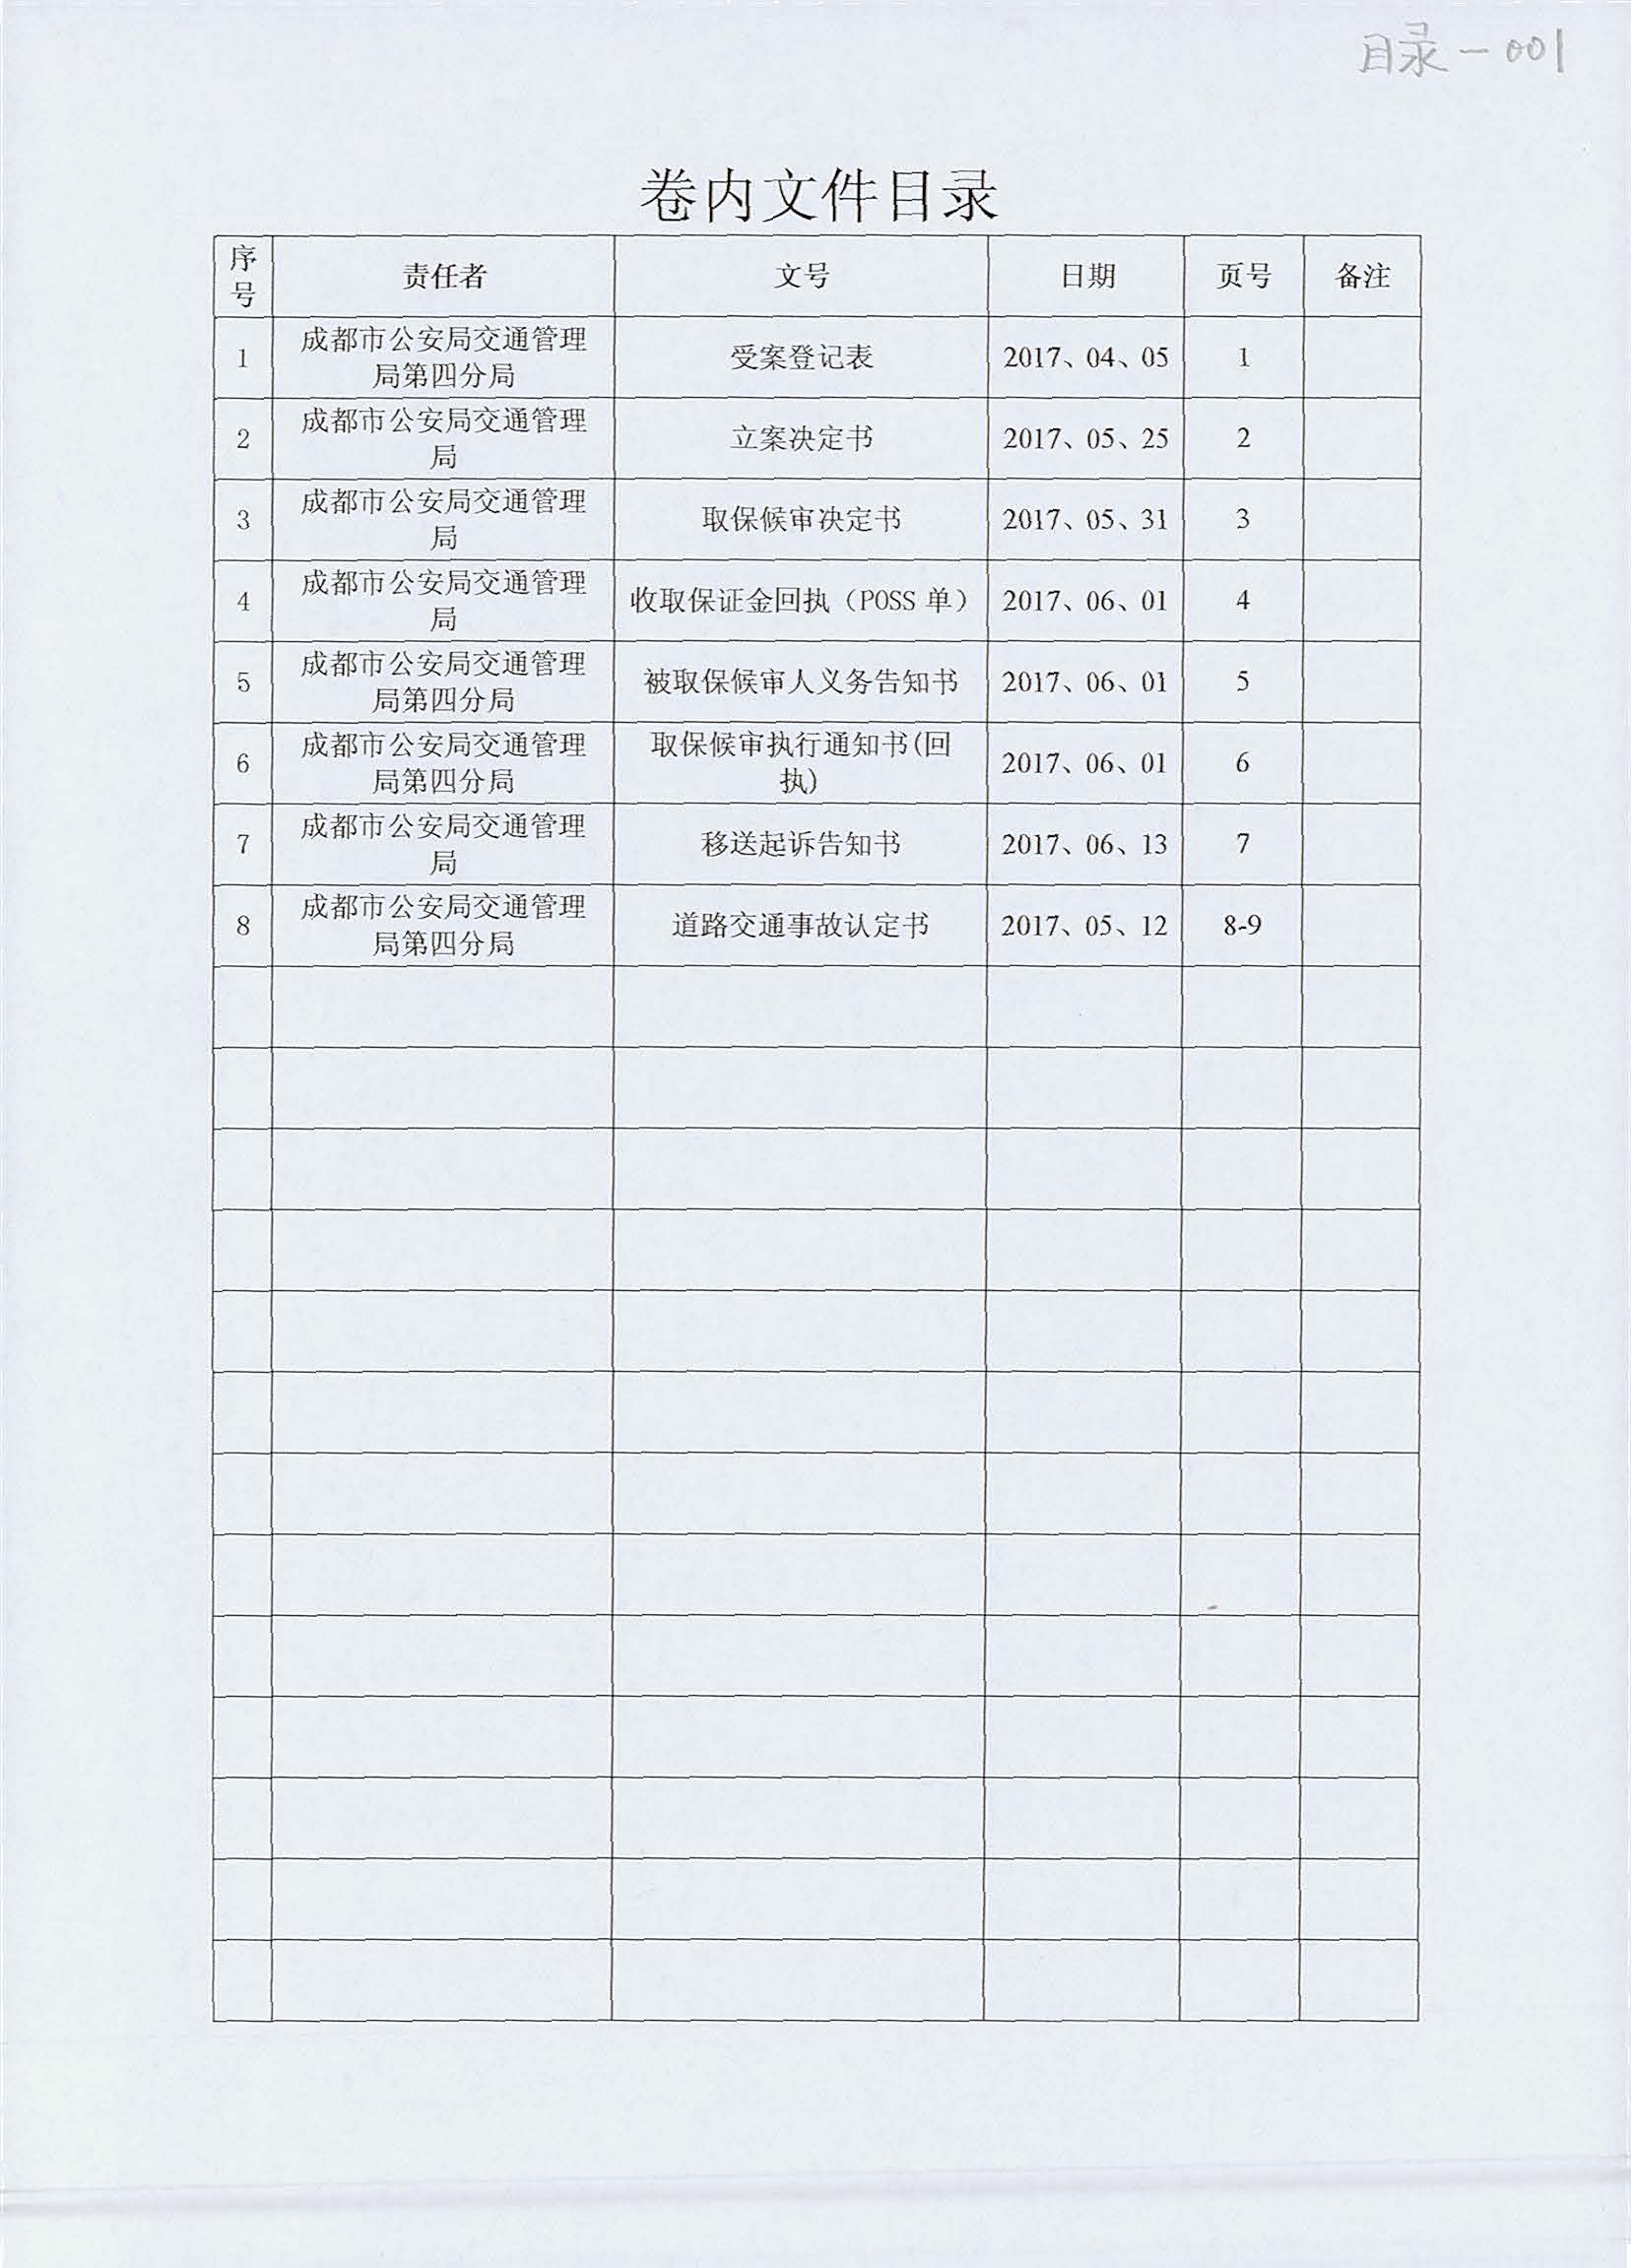 目录-001
卷内文件目录
序号 责任者 文号 日期 页号 备注
1 成都市公安局交通管理局第四分局 受案登记表 2017、04、05 1
2 成都市公安局交通管理局 立案决定书 2017、05、25 2
3 成都市公安局交通管理局 取保候审决定书 2017、05、31 3
4 成都市公安局交通管理局 收取保证金回执（POSS 单） 2017、06、01 4
5 成都市公安局交通管理局第四分局 被取保候审人义务告知书 2017、06、01 5
6 成都市公安局交通管理局第四分局 取保候审执行通知书(回执) 2017、06、01 6
7 成都市公安局交通管理局 移送起诉告知书 2017、06、13 7
8 成都市公安局交通管理局第四分局 道路交通事故认定书 2017、05、12 8-9